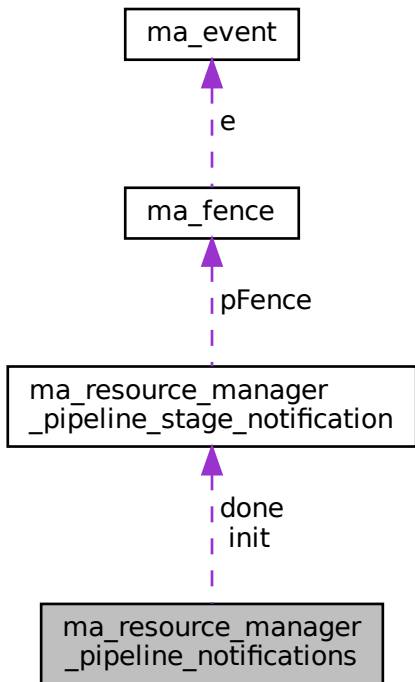 ma_event
e
ma_fence
pFence
ma_resource_manager
_pipeline_stage_notification
done
init
ma_resource_manager
_pipeline_notifications